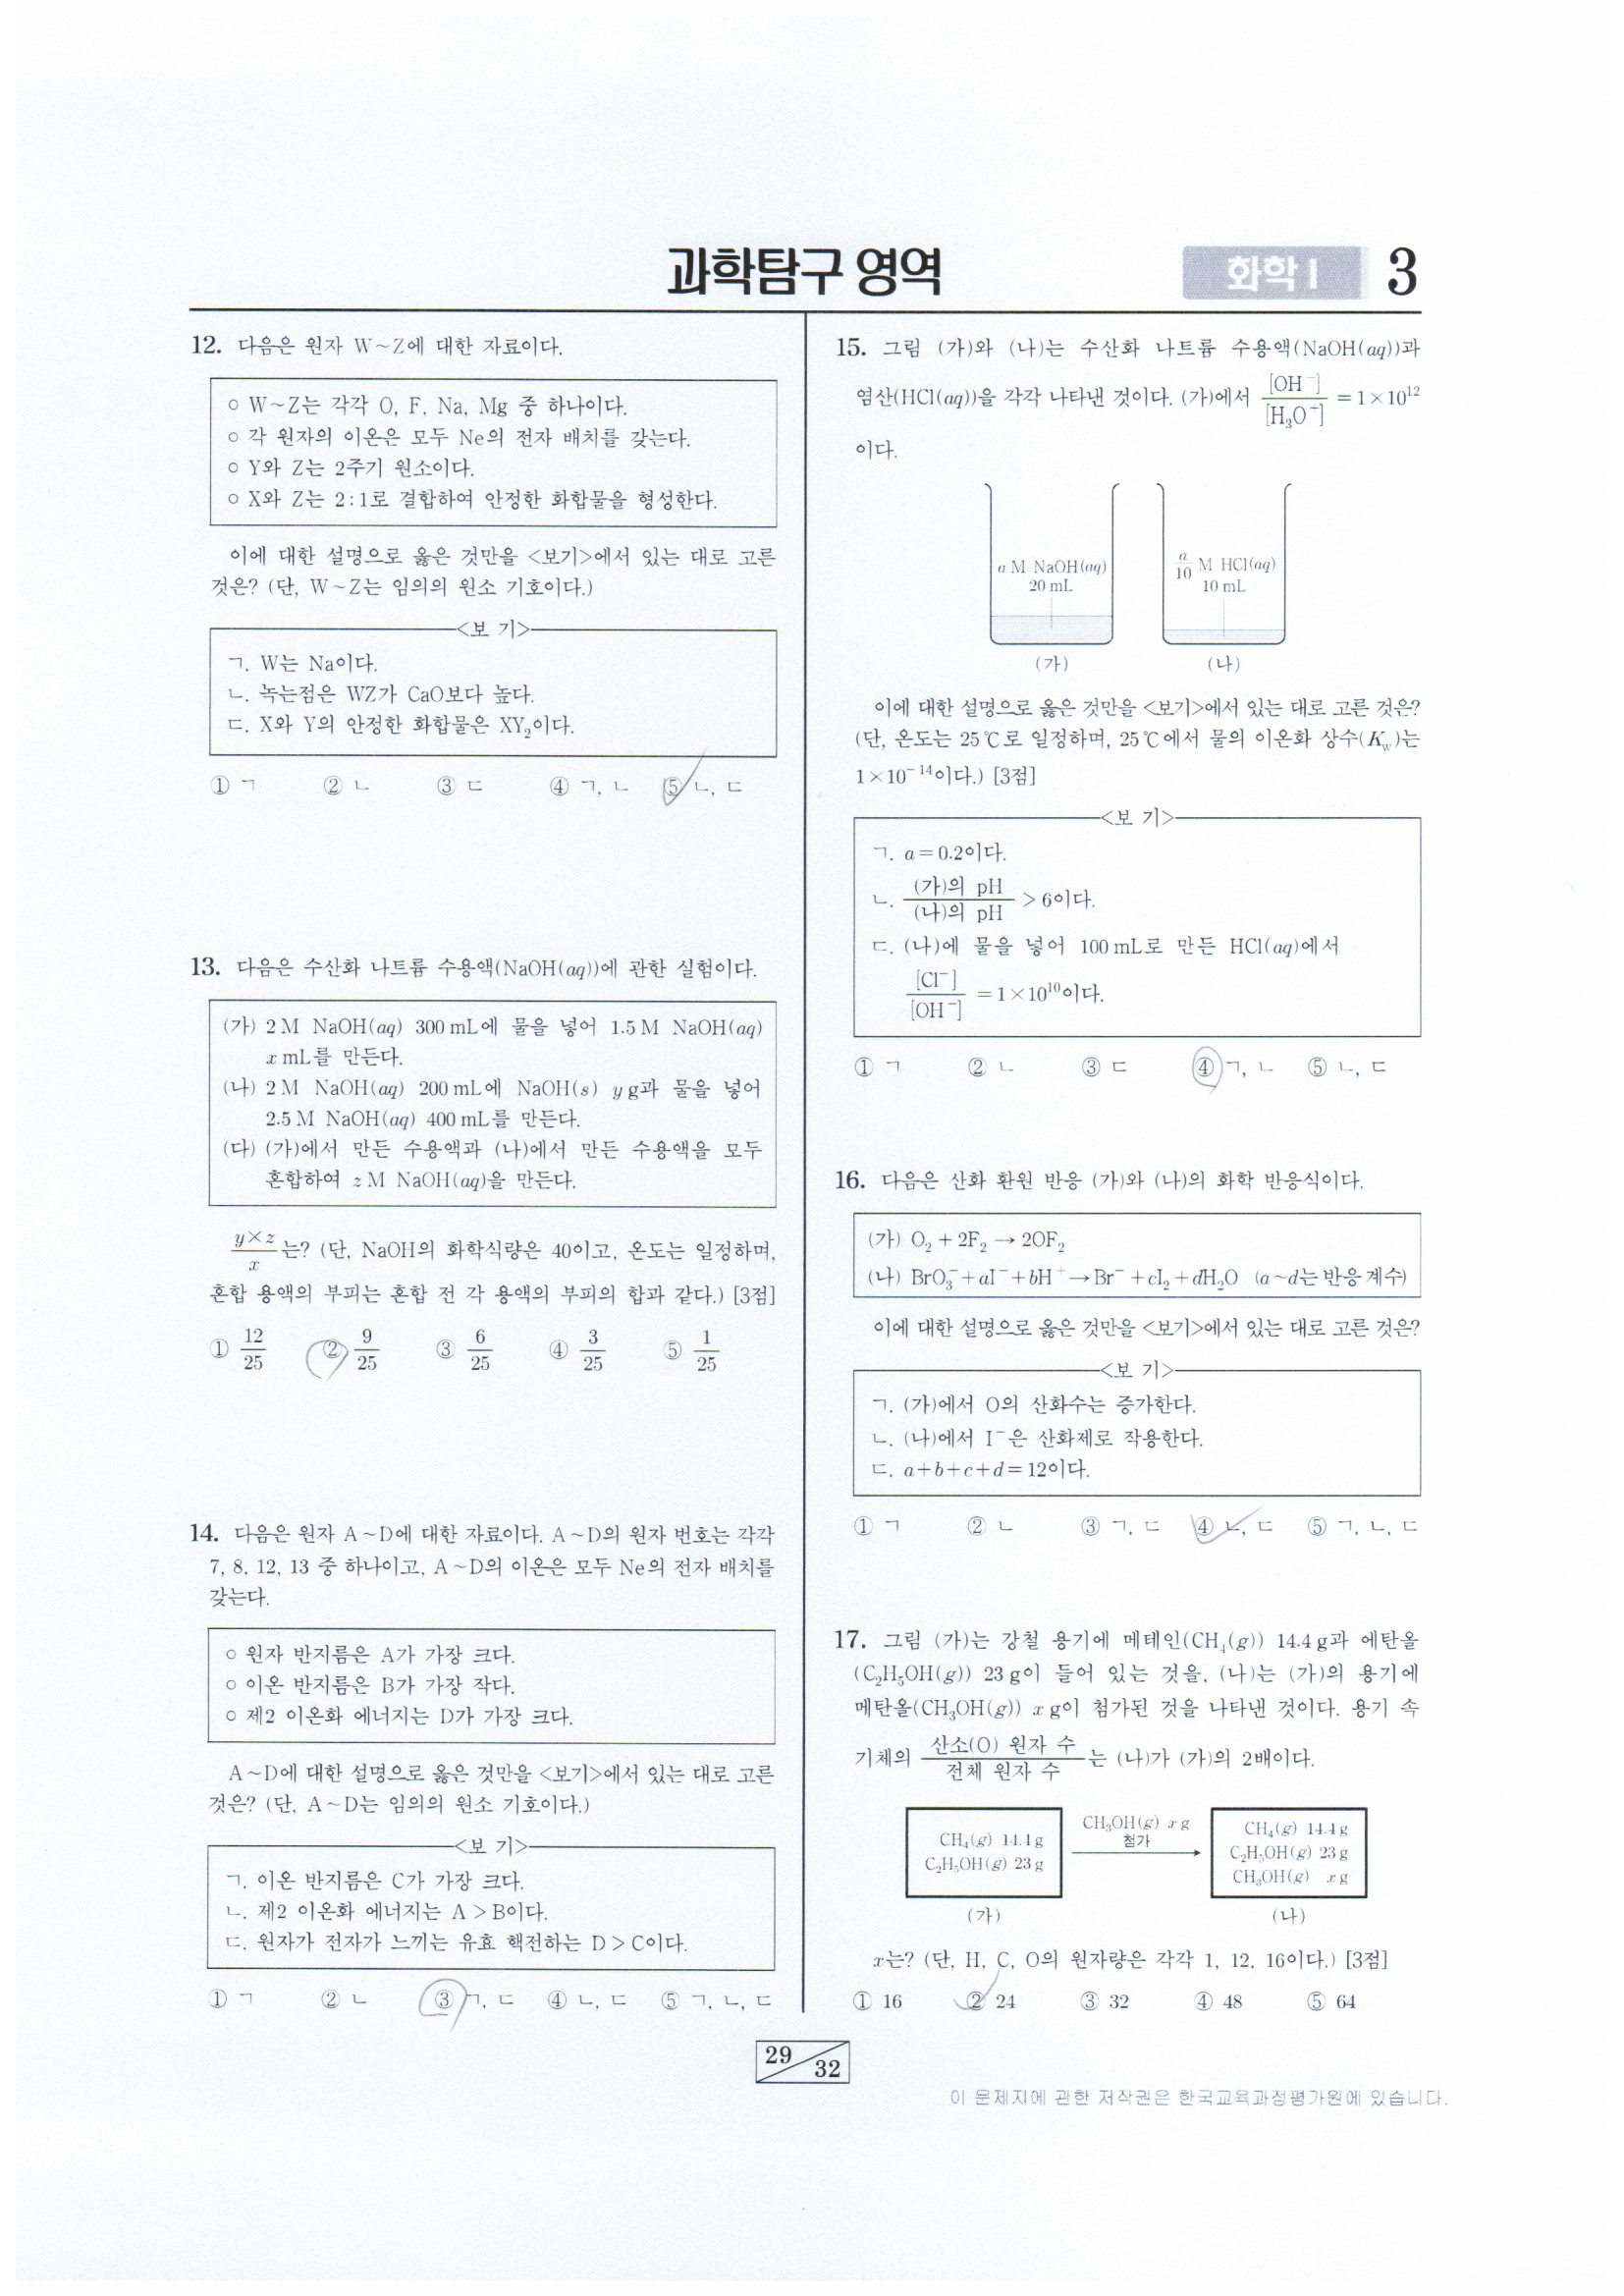 과학탐구 영역
화학 I
3
12. 다음은 원자 W~Z에 대한 자료이다.
○ W~Z는 각각 O, F, Na, Mg 중 하나이다.
○ 각 원자의 이온은 모두 Ne의 전자 배치를 갖는다.
○ Y와 Z는 2주기 원소이다.
○ X와 Z는 2:1로 결합하여 안정한 화합물을 형성한다.
이에 대한 설명으로 옳은 것만을 <보기>에서 있는 대로 고른
것은? (단, W~Z는 임의의 원소 기호이다.)
<보 기>
ㄱ. W는 Na이다.
ㄴ. 녹는점은 WZ가 CaO보다 높다.
ㄷ. X와 Y의 안정한 화합물은 XY₂이다.
① ㄱ ② ㄴ ③ ㄷ ④ ㄱ, ㄴ ⑤ ㄴ, ㄷ
13. 다음은 수산화 나트륨 수용액(NaOH(aq))에 관한 실험이다.
(가) 2 M NaOH(aq) 300 mL에 물을 넣어 1.5 M NaOH(aq)
x mL를 만든다.
(나) 2 M NaOH(aq) 200 mL에 NaOH(s) y g과 물을 넣어
2.5 M NaOH(aq) 400 mL를 만든다.
(다) (가)에서 만든 수용액과 (나)에서 만든 수용액을 모두
혼합하여 z M NaOH(aq)을 만든다.
y×z/x 는? (단, NaOH의 화학식량은 40이고, 온도는 일정하며,
혼합 용액의 부피는 혼합 전 각 용액의 부피의 합과 같다.) [3점]
① 12/25 ② 9/25 ③ 6/25 ④ 3/25 ⑤ 1/25
14. 다음은 원자 A~D에 대한 자료이다. A~D의 원자 번호는 각각
7, 8, 12, 13 중 하나이고, A~D의 이온은 모두 Ne의 전자 배치를
갖는다.
○ 원자 반지름은 A가 가장 크다.
○ 이온 반지름은 B가 가장 작다.
○ 제2 이온화 에너지는 D가 가장 크다.
A~D에 대한 설명으로 옳은 것만을 <보기>에서 있는 대로 고른
것은? (단, A~D는 임의의 원소 기호이다.)
<보 기>
ㄱ. 이온 반지름은 C가 가장 크다.
ㄴ. 제2 이온화 에너지는 A > B이다.
ㄷ. 원자가 전자가 느끼는 유효 핵전하는 D > C이다.
① ㄱ ② ㄴ ③ ㄱ, ㄷ ④ ㄴ, ㄷ ⑤ ㄱ, ㄴ, ㄷ
15. 그림 (가)와 (나)는 수산화 나트륨 수용액(NaOH(aq))과
염산(HCl(aq))을 각각 나타낸 것이다. (가)에서 [OH⁻]/[H₃O⁺] = 1×10¹²
이다.
a M NaOH(aq)
20 mL
a/10 M HCl(aq)
10 mL
(가) (나)
이에 대한 설명으로 옳은 것만을 <보기>에서 있는 대로 고른 것은?
(단, 온도는 25℃로 일정하며, 25℃에서 물의 이온화 상수(K_w)는
1×10⁻¹⁴이다.) [3점]
<보 기>
ㄱ. a = 0.2이다.
ㄴ. (가)의 pH/(나)의 pH > 6이다.
ㄷ. (나)에 물을 넣어 100 mL로 만든 HCl(aq)에서
[Cl⁻]/[OH⁻] = 1×10¹⁰이다.
① ㄱ ② ㄴ ③ ㄷ ④ ㄱ, ㄴ ⑤ ㄴ, ㄷ
16. 다음은 산화 환원 반응 (가)와 (나)의 화학 반응식이다.
(가) O₂ + 2F₂ → 2OF₂
(나) BrO₃⁻ + aI⁻ + bH⁺ → Br⁻ + cI₂ + dH₂O (a~d는 반응 계수)
이에 대한 설명으로 옳은 것만을 <보기>에서 있는 대로 고른 것은?
<보 기>
ㄱ. (가)에서 O의 산화수는 증가한다.
ㄴ. (나)에서 I⁻은 산화제로 작용한다.
ㄷ. a+b+c+d = 12이다.
① ㄱ ② ㄴ ③ ㄱ, ㄷ ④ ㄴ, ㄷ ⑤ ㄱ, ㄴ, ㄷ
17. 그림 (가)는 강철 용기에 메테인(CH₄(g)) 14.4 g과 에탄올
(C₂H₅OH(g)) 23 g이 들어 있는 것을, (나)는 (가)의 용기에
메탄올(CH₃OH(g)) x g이 첨가된 것을 나타낸 것이다. 용기 속
기체의 산소(O) 원자 수/전체 원자 수 는 (나)가 (가)의 2배이다.
CH₄(g) 14.4 g
C₂H₅OH(g) 23 g
CH₃OH(g) x g
첨가
CH₄(g) 14.4 g
C₂H₅OH(g) 23 g
CH₃OH(g) x g
(가) (나)
x는? (단, H, C, O의 원자량은 각각 1, 12, 16이다.) [3점]
① 16 ② 24 ③ 32 ④ 48 ⑤ 64
29/32
이 문제지에 관한 저작권은 한국교육과정평가원에 있습니다.